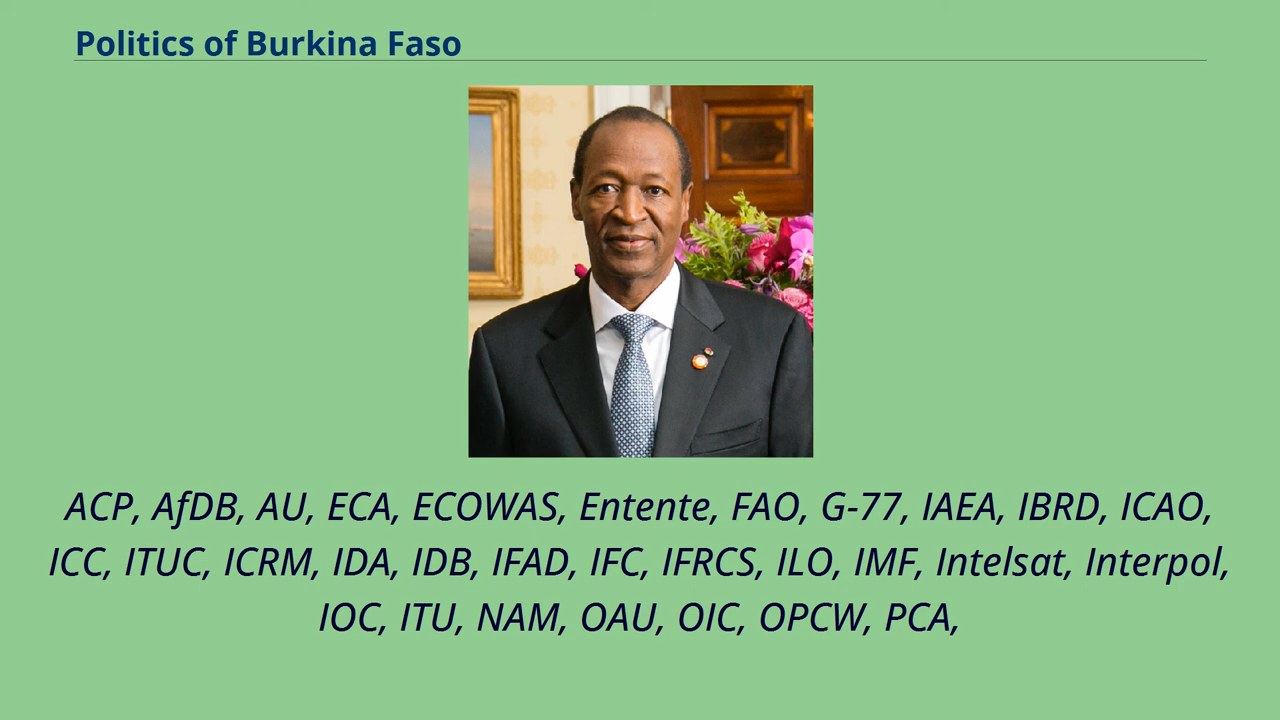 Politics of Burkina Faso
ACP, AfDB, AU, ECA, ECOWAS, Entente, FAO, G-77, IAEA, IBRD, ICAO,
ICC, ITUC, ICRM, IDA, IDB, IFAD, IFC, IFRCS, ILO, IMF, Intelsat, Interpol,
IOC, ITU, NAM, OAU, OIC, OPCW, PCA,